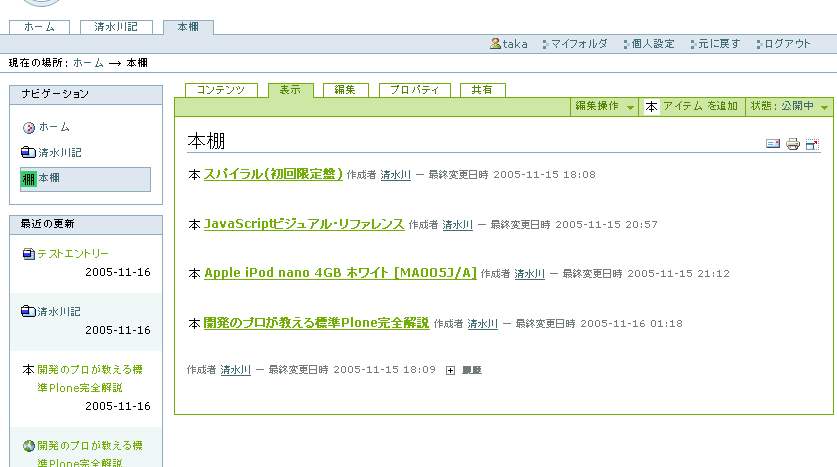 ホーム 清水川記 本棚
taka マイフォルダ 個人設定 元に戻す ログアウト
現在の場所: ホーム → 本棚
ナビゲーション
ホーム
清水川記
棚 本棚
最近の更新
テストエントリー
2005-11-16
清水川記
2005-11-16
本 開発のプロが教える標
準Plone完全解説
2005-11-16
開発のプロが教える標
準Plone完全解説
コンテンツ 表示 編集 プロパティ 共有
編集操作 本 アイテム を追加 状態: 公開中
本棚
本 スパイラル(初回限定盤) 作成者 清水川 — 最終変更日時 2005-11-15 18:08
本 JavaScriptビジュアル・リファレンス 作成者 清水川 — 最終変更日時 2005-11-15 20:57
本 Apple iPod nano 4GB ホワイト [MA005J/A] 作成者 清水川 — 最終変更日時 2005-11-15 21:12
本 開発のプロが教える標準Plone完全解説 作成者 清水川 — 最終変更日時 2005-11-16 01:18
作成者 清水川 — 最終変更日時 2005-11-15 18:09 履歴